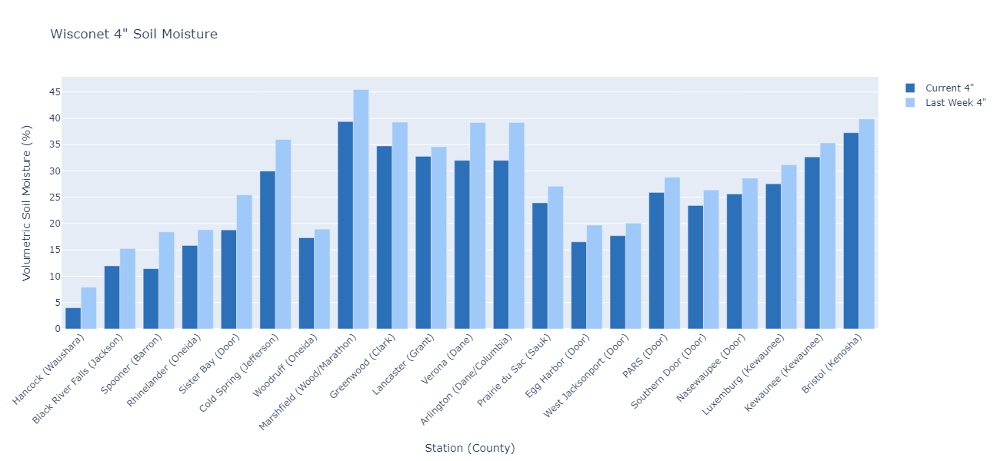 Wisconet 4" Soil Moisture
Current 4"
Last Week 4"
Volumetric Soil Moisture (%)
45
40
35
30
25
20
15
10
5
0
Hancock (Waushara)
Black River Falls (Jackson)
Spooner (Barron)
Rhinelander (Oneida)
Sister Bay (Door)
Cold Spring (Jefferson)
Woodruff (Oneida)
Marshfield (Wood/Marathon)
Greenwood (Clark)
Lancaster (Grant)
Verona (Dane)
Arlington (Dane/Columbia)
Prairie du Sac (Sauk)
Egg Harbor (Door)
West Jacksonport (Door)
PARS (Door)
Southern Door (Door)
Nasewaupee (Door)
Luxemburg (Kewaunee)
Kewaunee (Kewaunee)
Bristol (Kenosha)
Station (County)